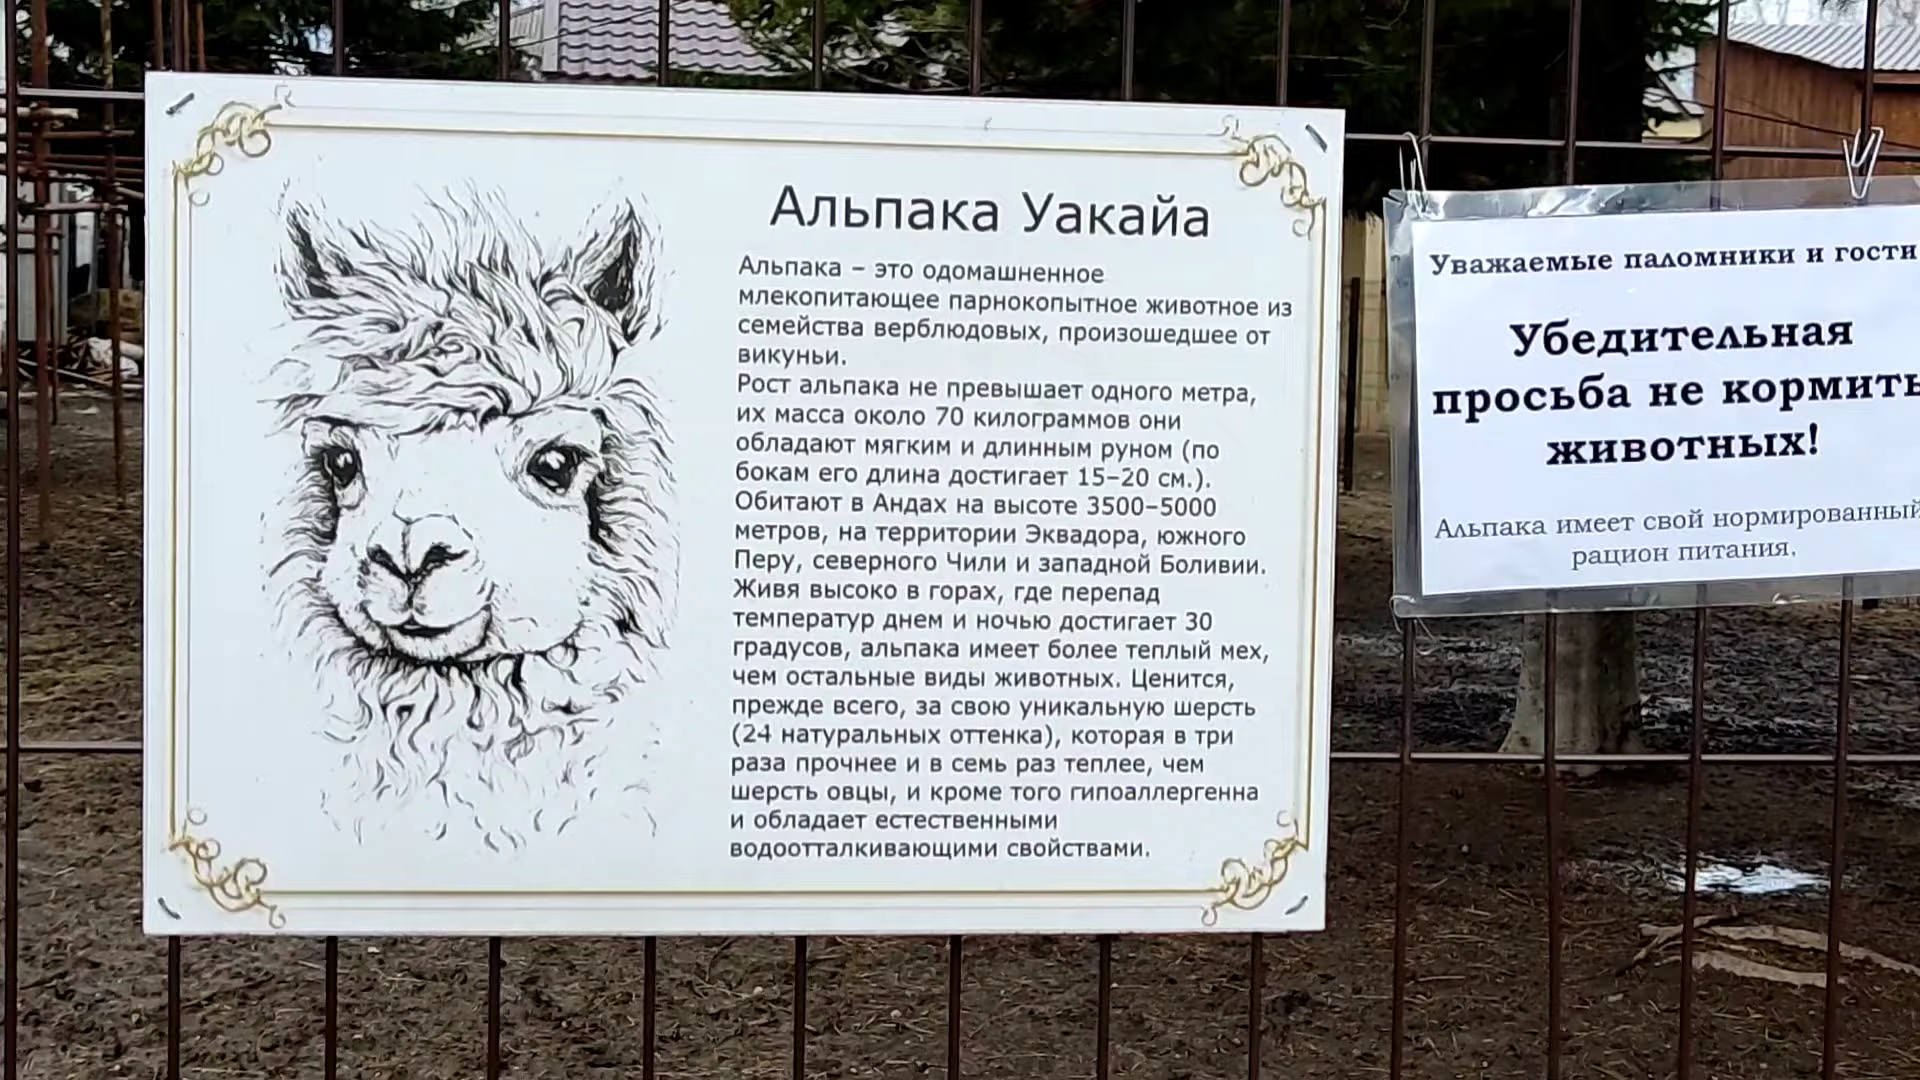 Альпака Уакайа
Альпака – это одомашненное
млекопитающее парнокопытное животное из
семейства верблюдовых, произошедшее от
викуньи.
Рост альпака не превышает одного метра,
их масса около 70 килограммов они
обладают мягким и длинным руном (по
бокам его длина достигает 15–20 см.).
Обитают в Андах на высоте 3500–5000
метров, на территории Эквадора, южного
Перу, северного Чили и западной Боливии.
Живя высоко в горах, где перепад
температур днем и ночью достигает 30
градусов, альпака имеет более теплый мех,
чем остальные виды животных. Ценится,
прежде всего, за свою уникальную шерсть
(24 натуральных оттенка), которая в три
раза прочнее и в семь раз теплее, чем
шерсть овцы, и кроме того гипоаллергенна
и обладает естественными
водоотталкивающими свойствами.
Уважаемые паломники и гости
Убедительная
просьба не кормить
животных!
Альпака имеет свой нормированный
рацион питания.